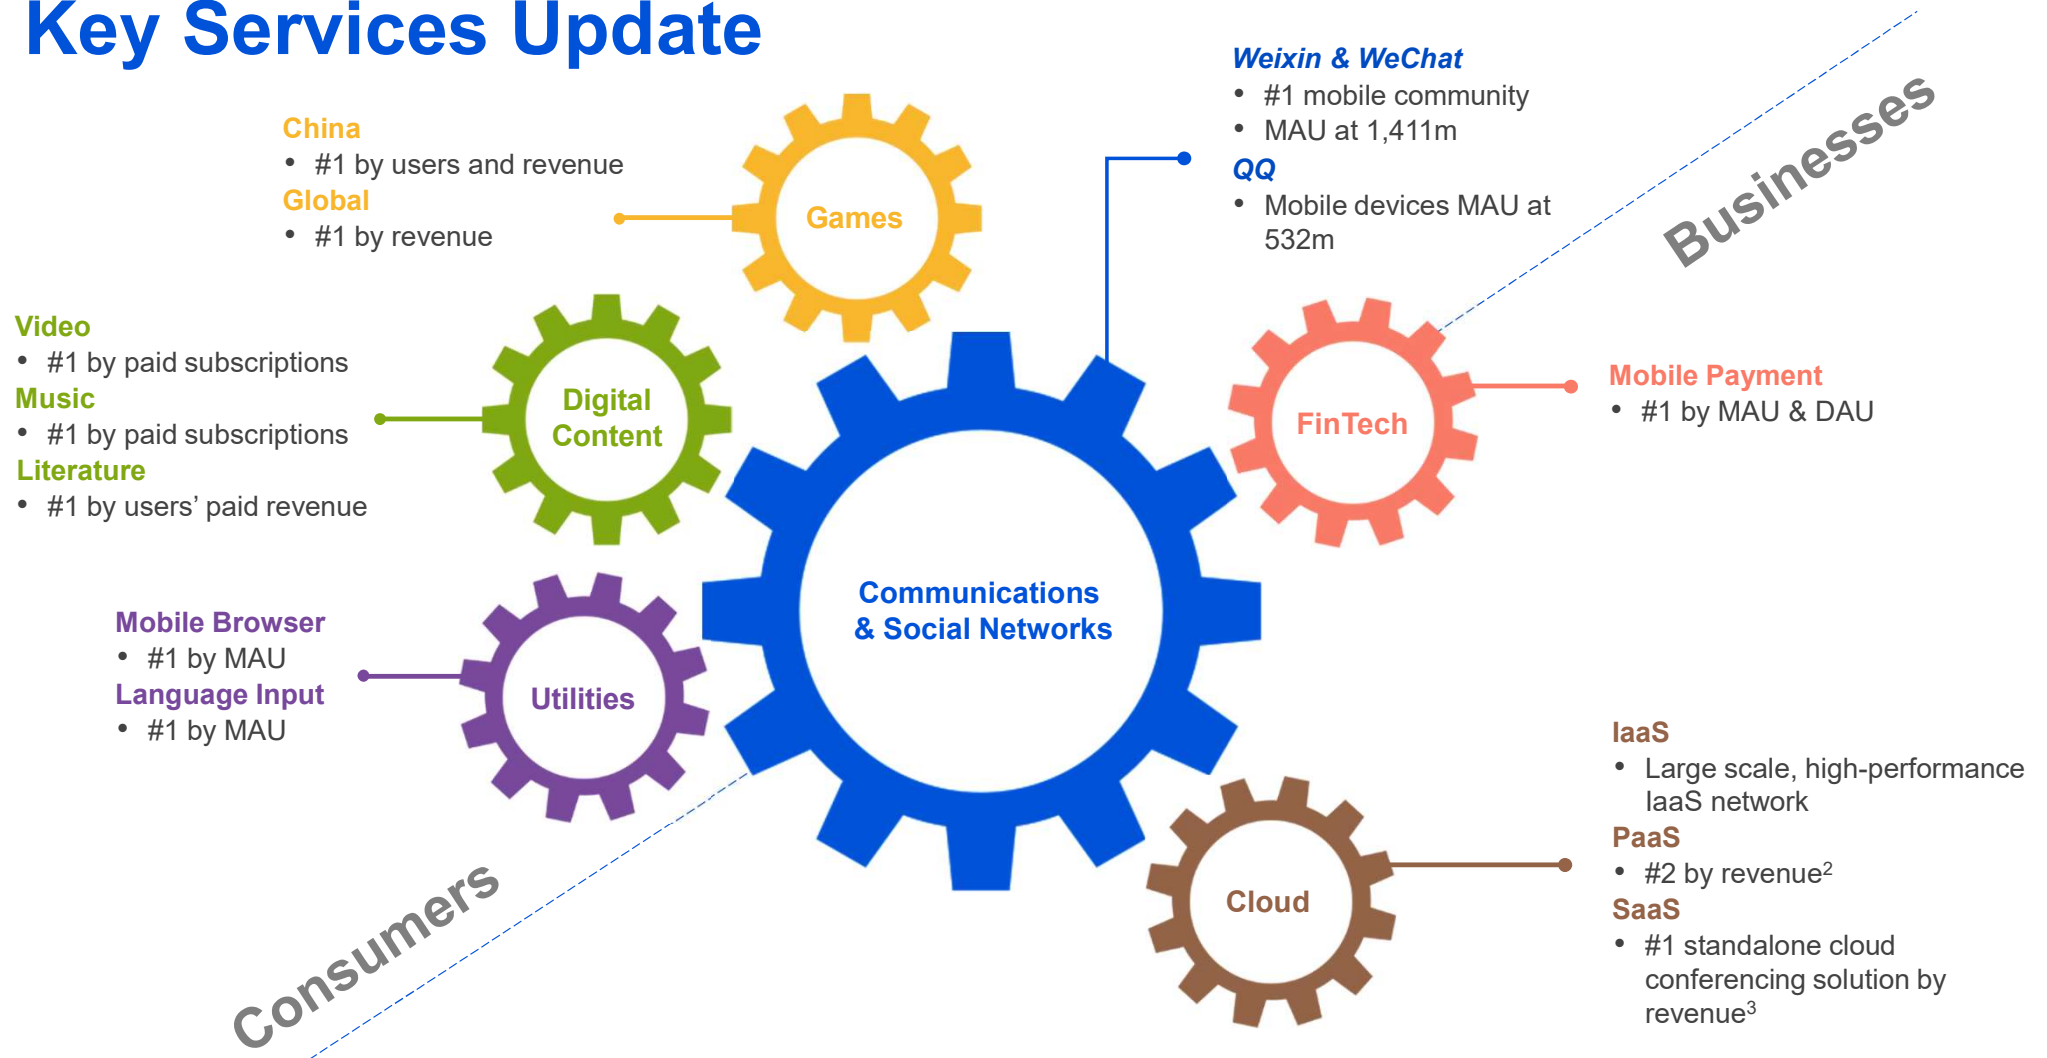 Key Services Update
China
• #1 by users and revenue
Global
• #1 by revenue
Games
Weixin & WeChat
• #1 mobile community
• MAU at 1,411m
QQ
• Mobile devices MAU at
532m
Businesses
Video
• #1 by paid subscriptions
Music
• #1 by paid subscriptions
Literature
• #1 by users’ paid revenue
Digital
Content
FinTech
Mobile Payment
• #1 by MAU & DAU
Communications
& Social Networks
Mobile Browser
• #1 by MAU
Language Input
• #1 by MAU
Utilities
Consumers
Cloud
IaaS
• Large scale, high-performance
IaaS network
PaaS
• #2 by revenue²
SaaS
• #1 standalone cloud
conferencing solution by
revenue³